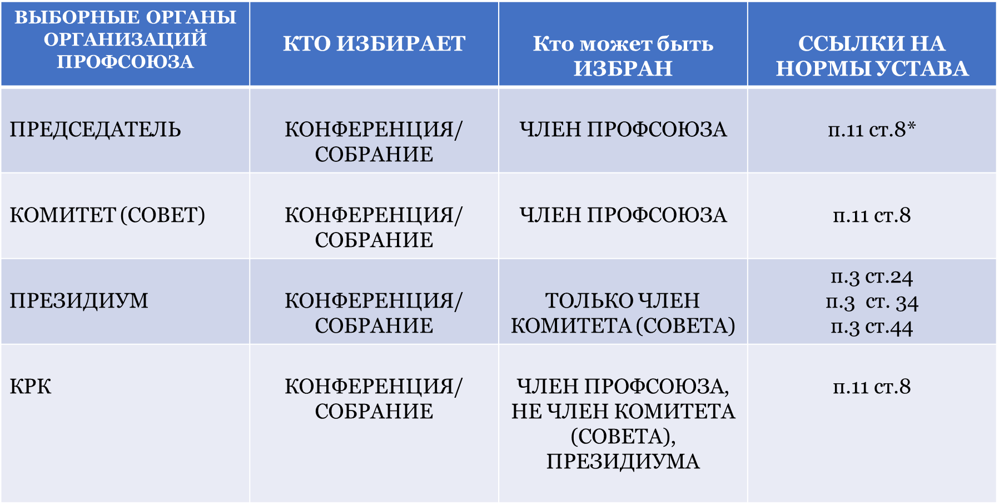 ВЫБОРНЫЕ ОРГАНЫ
ОРГАНИЗАЦИЙ
ПРОФСОЮЗА
КТО ИЗБИРАЕТ
Кто может быть
ИЗБРАН
ССЫЛКИ НА
НОРМЫ УСТАВА
ПРЕДСЕДАТЕЛЬ
КОНФЕРЕНЦИЯ/
СОБРАНИЕ
ЧЛЕН ПРОФСОЮЗА
п.11 ст.8*
КОМИТЕТ (СОВЕТ)
КОНФЕРЕНЦИЯ/
СОБРАНИЕ
ЧЛЕН ПРОФСОЮЗА
п.11 ст.8
ПРЕЗИДИУМ
КОНФЕРЕНЦИЯ/
СОБРАНИЕ
ТОЛЬКО ЧЛЕН
КОМИТЕТА (СОВЕТА)
п.3 ст.24
п.3 ст. 34
п.3 ст.44
КРК
КОНФЕРЕНЦИЯ/
СОБРАНИЕ
ЧЛЕН ПРОФСОЮЗА,
НЕ ЧЛЕН КОМИТЕТА
(СОВЕТА),
ПРЕЗИДИУМА
п.11 ст.8